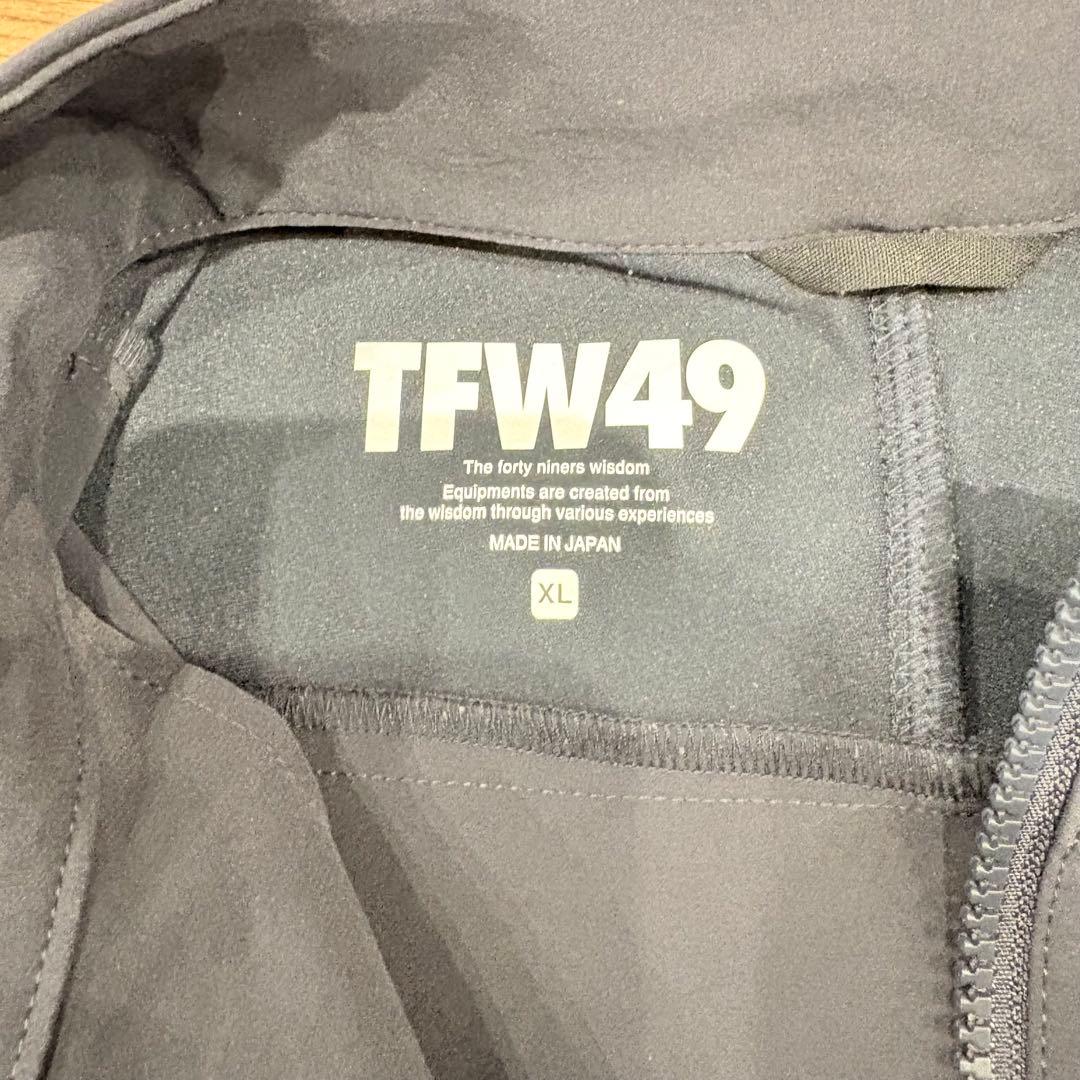 TFW49
The forty niners wisdom
Equipments are created from
the wisdom through various experiences
MADE IN JAPAN
XL